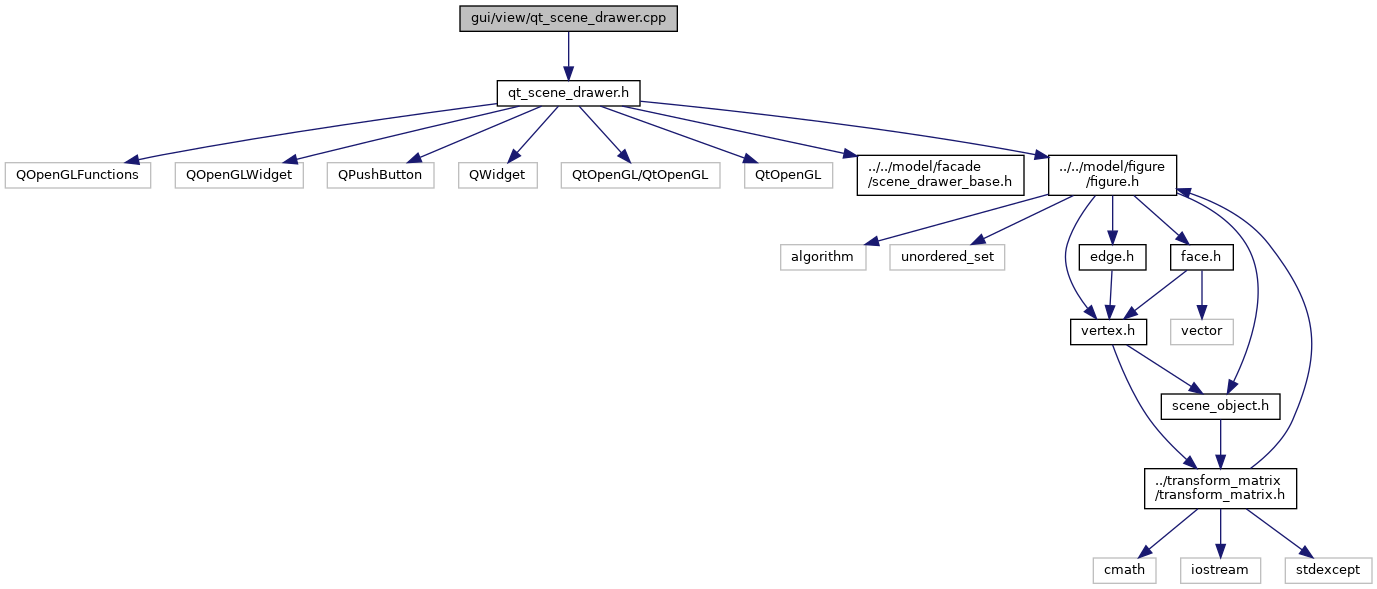 gui/view/qt_scene_drawer.cpp
qt_scene_drawer.h
QOpenGLFunctions
QOpenGLWidget
QPushButton
QWidget
QtOpenGL/QtOpenGL
QtOpenGL
../../model/facade
/scene_drawer_base.h
../../model/figure
/figure.h
algorithm
unordered_set
edge.h
face.h
vertex.h
vector
scene_object.h
../transform_matrix
/transform_matrix.h
cmath
iostream
stdexcept